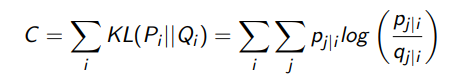 C = ∑_i KL(P_i||Q_i) = ∑_i ∑_j p_{j|i} log (p_{j|i} / q_{j|i})